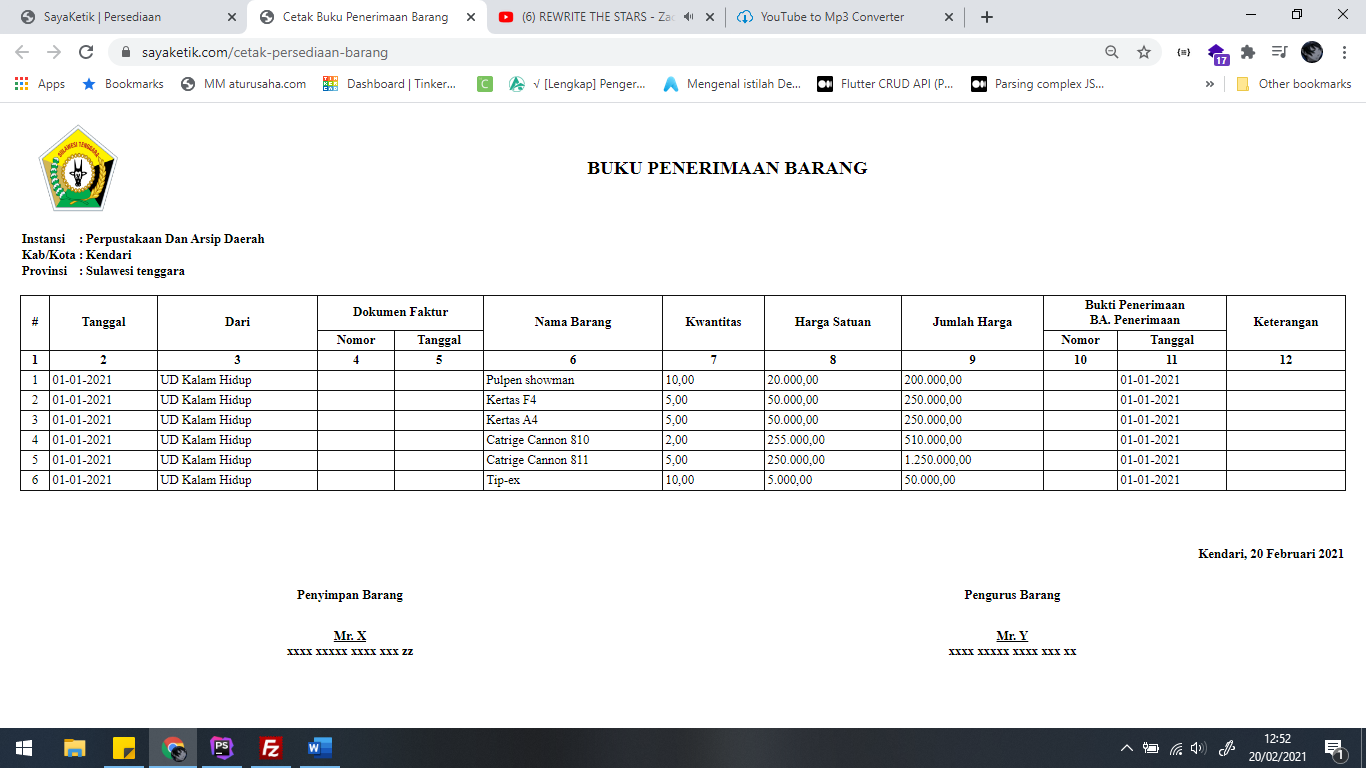 SayaKetik | Persediaan
Cetak Buku Penerimaan Barang
(6) REWRITE THE STARS - Zac
YouTube to Mp3 Converter
sayaketik.com/cetak-persediaan-barang
17
Apps
Bookmarks
MM aturusaha.com
Dashboard | Tinker...
C
√ [Lengkap] Penger...
Mengenal istilah De...
Flutter CRUD API (P...
Parsing complex JS...
»
Other bookmarks
SULAWESI TENGGARA
BUKU PENERIMAAN BARANG
Instansi : Perpustakaan Dan Arsip Daerah
Kab/Kota : Kendari
Provinsi : Sulawesi tenggara
# Tanggal Dari Dokumen Faktur Nama Barang Kwantitas Harga Satuan Jumlah Harga Bukti Penerimaan BA. Penerimaan Keterangan
Nomor Tanggal Nomor Tanggal
1 2 3 4 5 6 7 8 9 10 11 12
1 01-01-2021 UD Kalam Hidup Pulpen showman 10,00 20.000,00 200.000,00 01-01-2021
2 01-01-2021 UD Kalam Hidup Kertas F4 5,00 50.000,00 250.000,00 01-01-2021
3 01-01-2021 UD Kalam Hidup Kertas A4 5,00 50.000,00 250.000,00 01-01-2021
4 01-01-2021 UD Kalam Hidup Catrige Cannon 810 2,00 255.000,00 510.000,00 01-01-2021
5 01-01-2021 UD Kalam Hidup Catrige Cannon 811 5,00 250.000,00 1.250.000,00 01-01-2021
6 01-01-2021 UD Kalam Hidup Tip-ex 10,00 5.000,00 50.000,00 01-01-2021
Kendari, 20 Februari 2021
Penyimpan Barang Pengurus Barang
Mr. X Mr. Y
xxxx xxxxx xxxx xxx zz xxxx xxxxx xxxx xxx xx
PS
FZ
W
12:52
20/02/2021
1